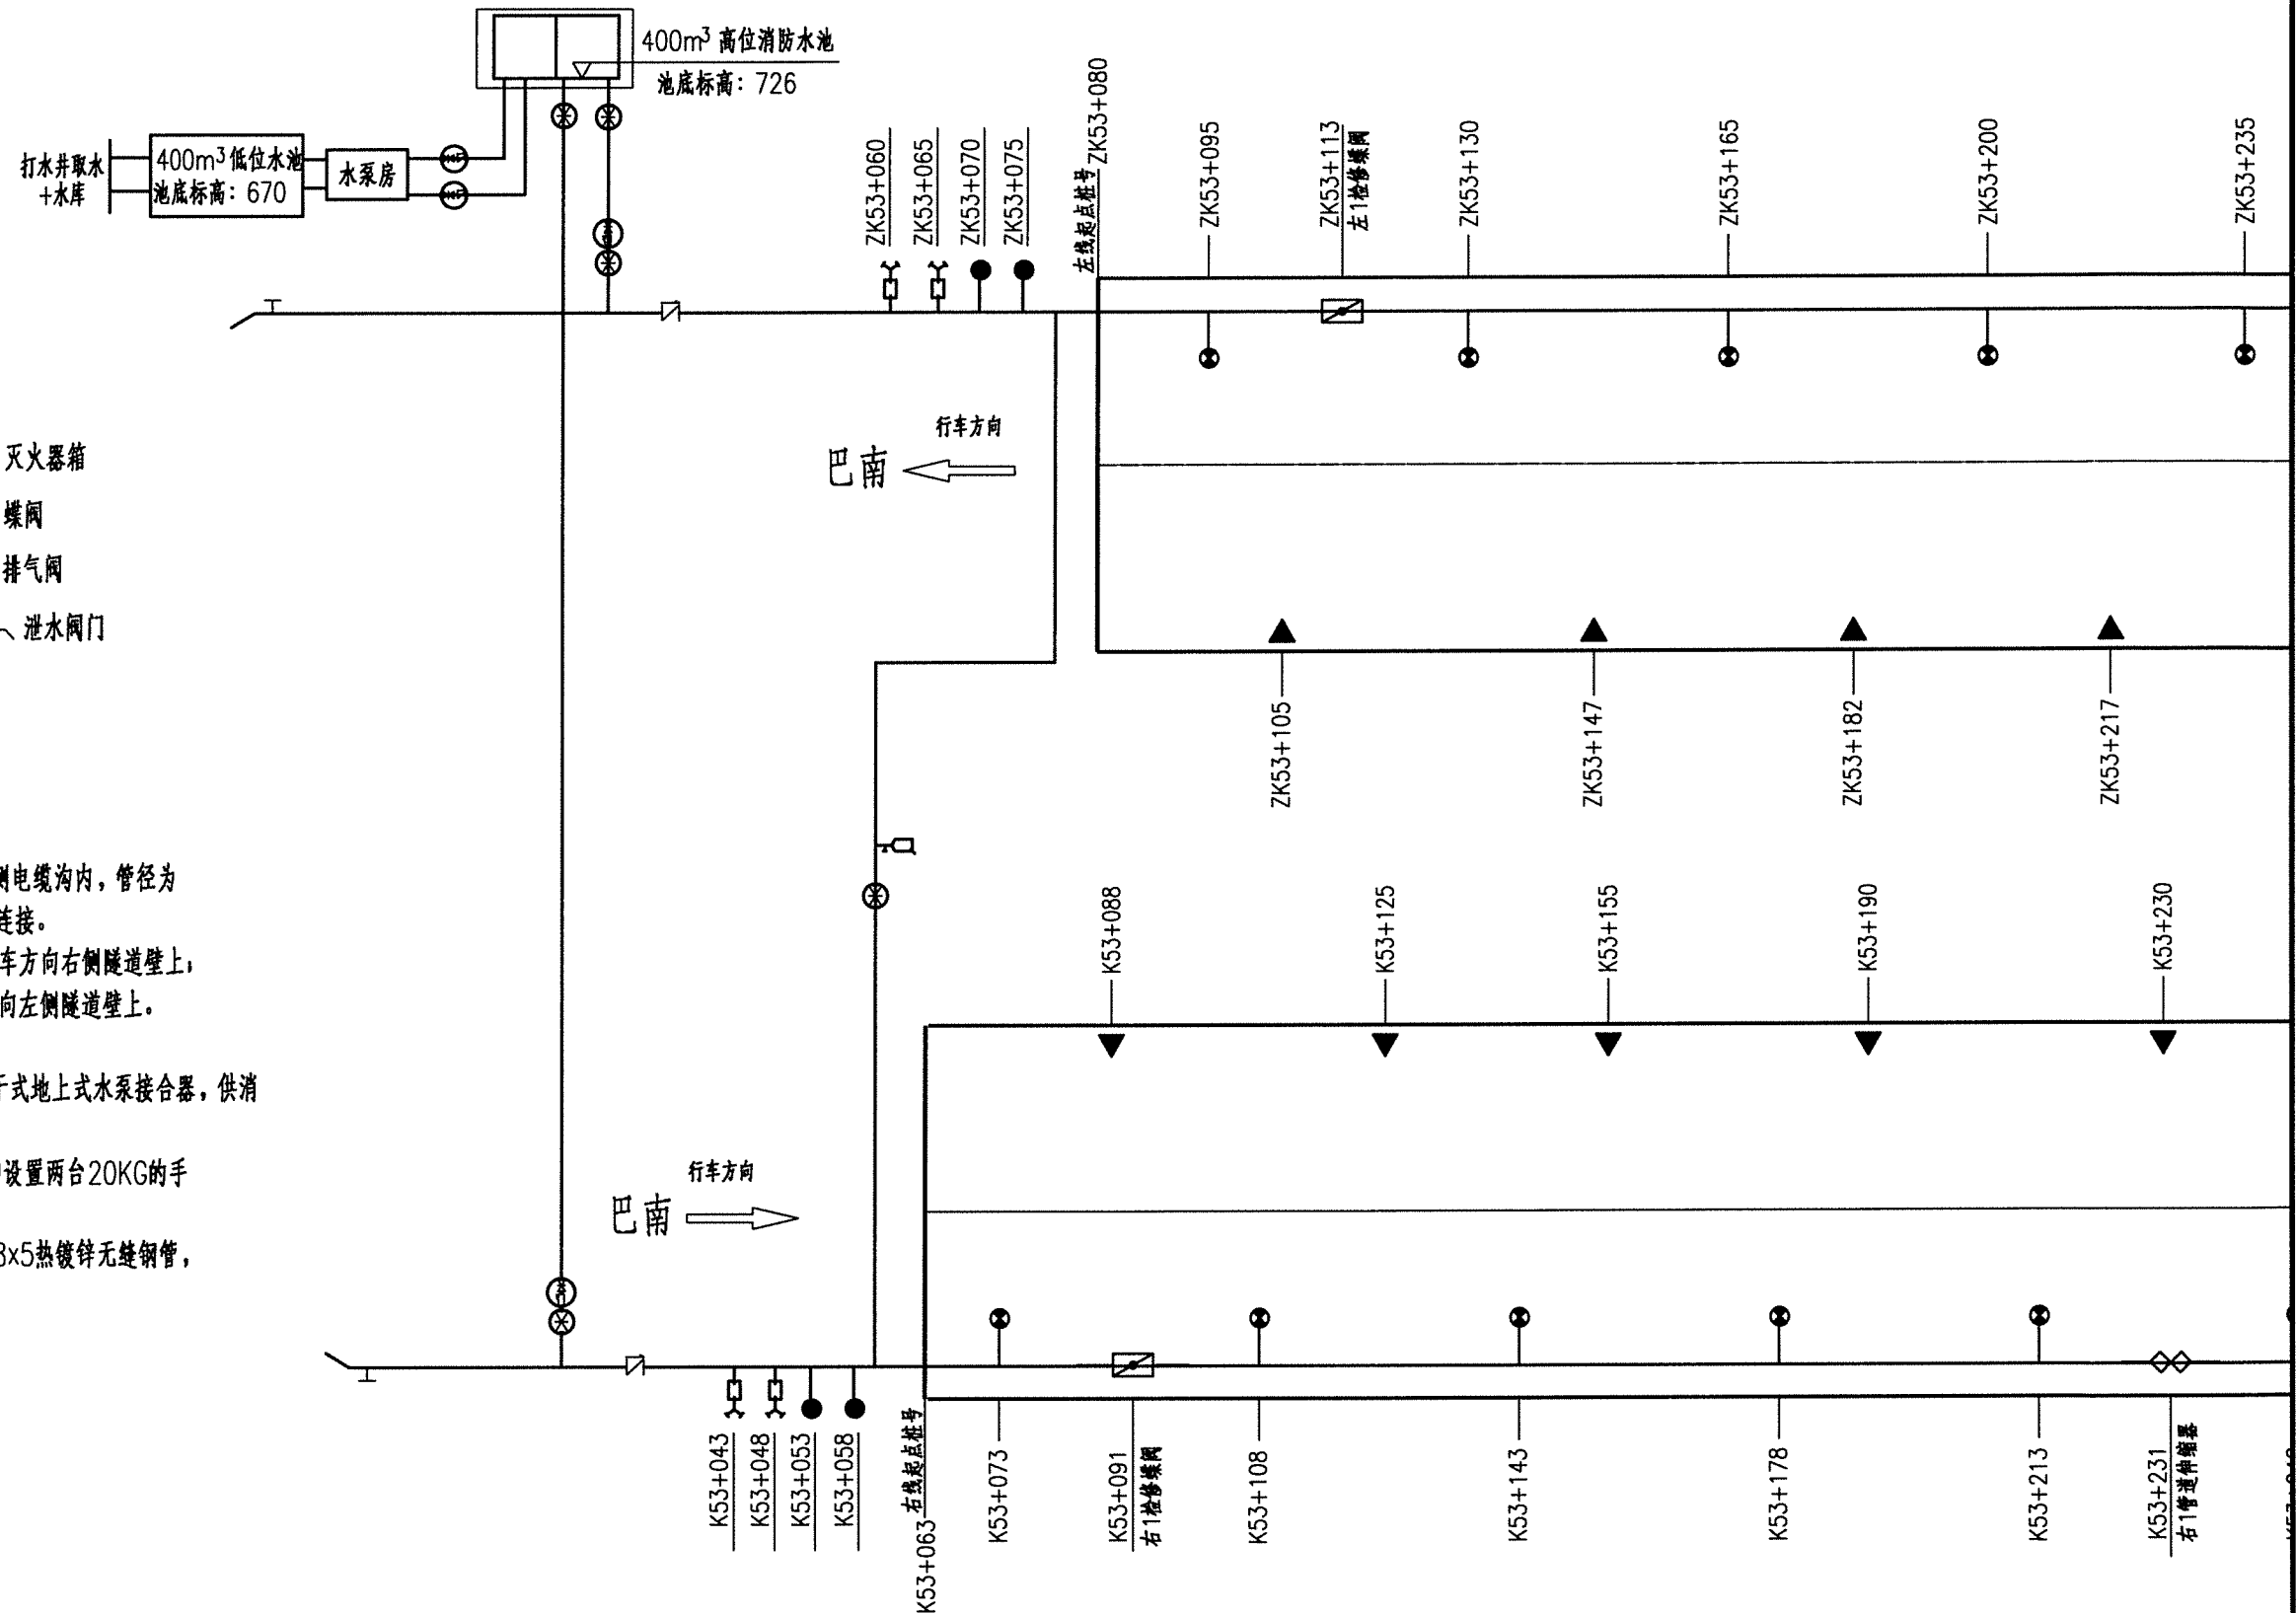 400m³ 高位消防水池
池底标高：726
打水井取水
+水库
400m³ 低位水池
池底标高：670
水泵房
ZK53+060
ZK53+065
ZK53+070
ZK53+075
左线起点桩号 ZK53+080
ZK53+095
ZK53+113
左1检修蝶阀
ZK53+130
ZK53+165
ZK53+200
ZK53+235
行车方向
巴南
灭火器箱
蝶阀
排气阀
泄水阀门
ZK53+105
ZK53+147
ZK53+182
ZK53+217
侧电缆沟内，管径为
连接。
车方向右侧隧道壁上；
向左侧隧道壁上。
干式地上式水泵接合器，供消
设置两台20KG的手
8x5热镀锌无缝钢管，
K53+088
K53+125
K53+155
K53+190
K53+230
行车方向
巴南
K53+043
K53+048
K53+053
K53+058
右线起点桩号
K53+063
K53+073
K53+091
右1检修蝶阀
K53+108
K53+143
K53+178
K53+213
K53+231
右1管道伸缩器